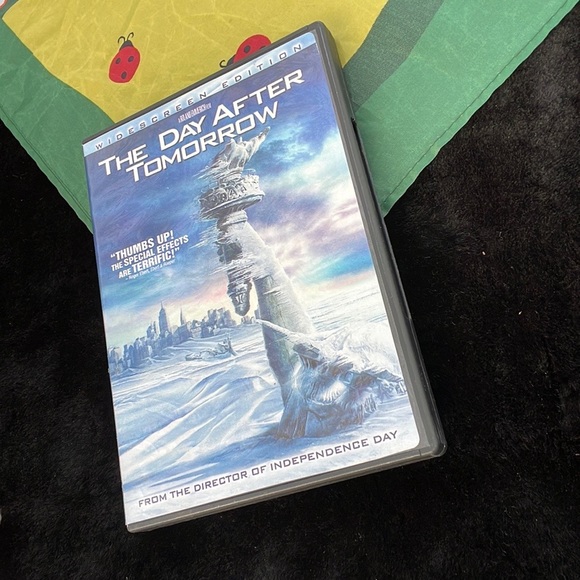 WIDESCREEN EDITION
THE DAY AFTER
TOMORROW
"THUMBS UP!
THE SPECIAL EFFECTS
ARE TERRIFIC!"
FROM THE DIRECTOR OF INDEPENDENCE DAY